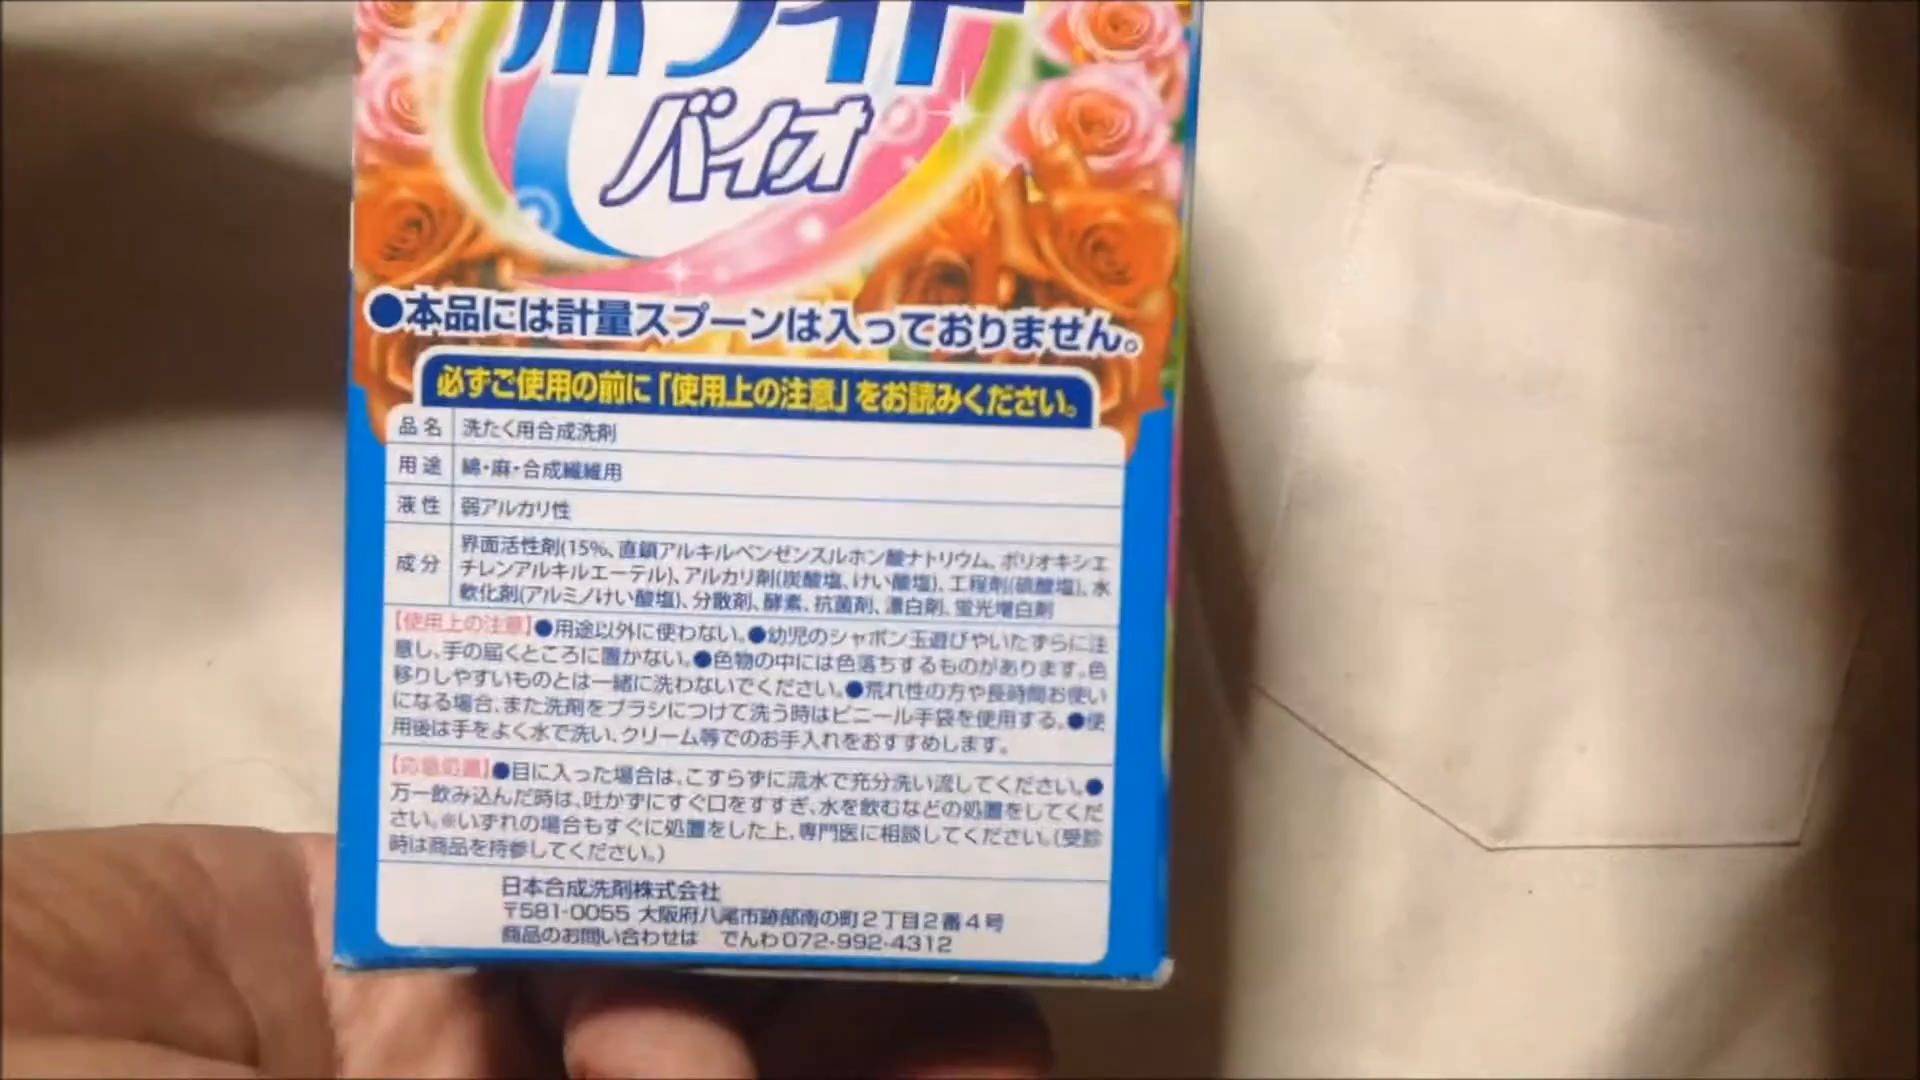 ホワイト
バイオ
●本品には計量スプーンは入っておりません。
必ずご使用の前に「使用上の注意」をお読みください。
品名 洗たく用合成洗剤
用途 綿・麻・合成繊維用
液性 弱アルカリ性
成分 界面活性剤(15%、直鎖アルキルベンゼンスルホン酸ナトリウム、ポリオキシエ
チレンアルキルエーテル)、アルカリ剤(炭酸塩、けい酸塩)、工程剤(硫酸塩)、水
軟化剤(アルミノけい酸塩)、分散剤、酵素、抗菌剤、漂白剤、蛍光増白剤
【使用上の注意】●用途以外に使わない。●幼児のシャボン玉遊びやいたずらに注
意し、手の届くところに置かない。●色物の中には色落ちするものがあります。色
移りしやすいものとは一緒に洗わないでください。●荒れ性の方や長時間お使い
になる場合、また洗剤をブラシにつけて洗う時はビニール手袋を使用する。●使
用後は手をよく水で洗い、クリーム等でのお手入れをおすすめします。
【応急処置】●目に入った場合は、こすらずに流水で充分洗い流してください。●
万一飲み込んだ時は、吐かずにすぐ口をすすぎ、水を飲むなどの処置をしてくだ
さい。※いずれの場合もすぐに処置をした上、専門医に相談してください。(受診
時は商品を持参してください。)
日本合成洗剤株式会社
〒581-0055 大阪府八尾市跡部南の町2丁目2番4号
商品のお問い合わせは でんわ072-992-4312